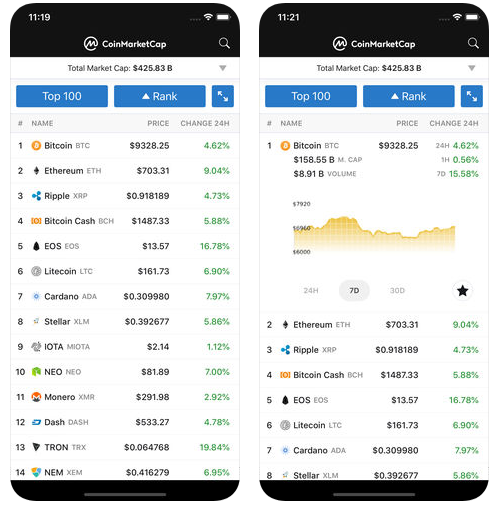 11:19
CoinMarketCap
Total Market Cap: $425.83 B
Top 100
Rank
# NAME PRICE CHANGE 24H
1 Bitcoin BTC $9328.25 4.62%
2 Ethereum ETH $703.31 9.04%
3 Ripple XRP $0.918189 4.73%
4 Bitcoin Cash BCH $1487.33 5.88%
5 EOS EOS $13.57 16.78%
6 Litecoin LTC $161.73 6.90%
7 Cardano ADA $0.309980 7.97%
8 Stellar XLM $0.392677 5.86%
9 IOTA MIOTA $2.14 1.12%
10 NEO NEO $81.89 7.00%
11 Monero XMR $291.98 2.92%
12 Dash DASH $533.27 4.78%
13 TRON TRX $0.064768 19.84%
14 NEM XEM $0.416279 6.95%
11:21
CoinMarketCap
Total Market Cap: $425.83 B
Top 100
Rank
# NAME PRICE CHANGE 24H
1 Bitcoin BTC $9328.25 24H 4.62%
$158.55 B M. CAP 1H 0.56%
$8.91 B VOLUME 7D 15.58%
$7920
$6960
$6000
24H 7D 30D
2 Ethereum ETH $703.31 9.04%
3 Ripple XRP $0.918189 4.73%
4 Bitcoin Cash BCH $1487.33 5.88%
5 EOS EOS $13.57 16.78%
6 Litecoin LTC $161.73 6.90%
7 Cardano ADA $0.309980 7.97%
8 Stellar XLM $0.392677 5.86%